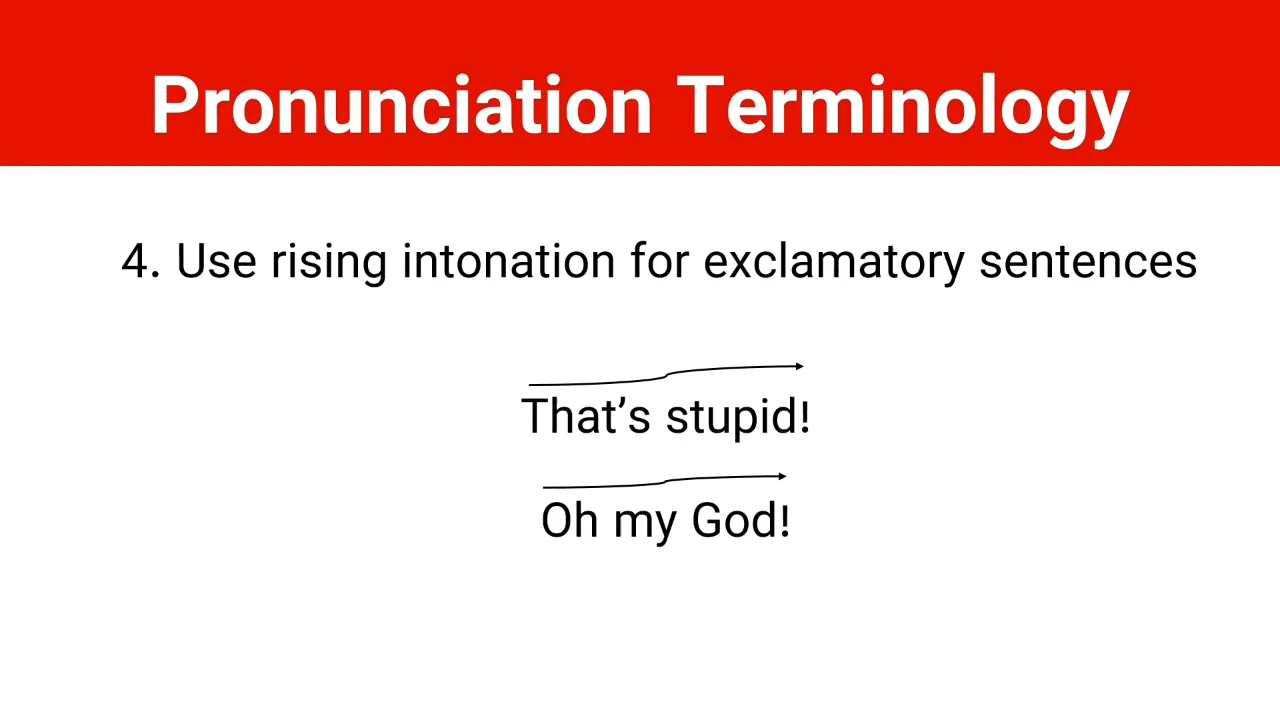 Pronunciation Terminology
4. Use rising intonation for exclamatory sentences
That’s stupid!
Oh my God!